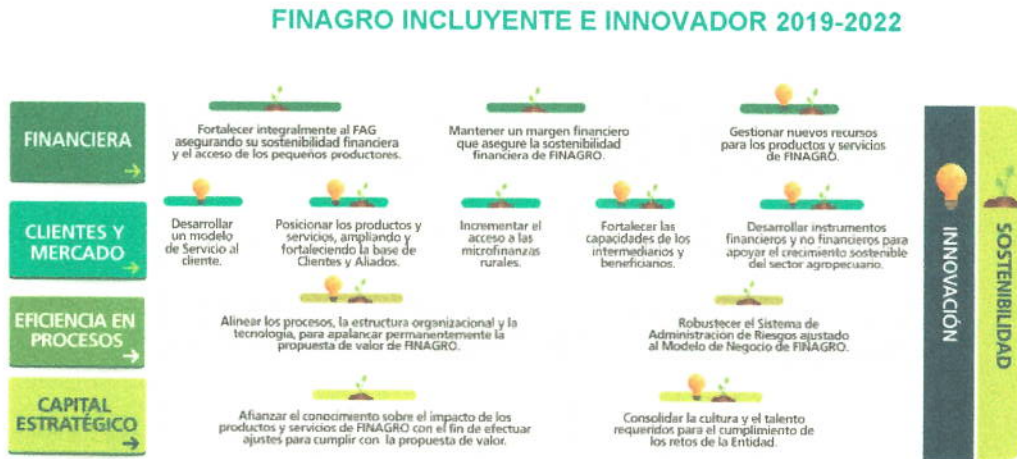 FINAGRO INCLUYENTE E INNOVADOR 2019-2022
FINANCIERA
Fortalecer integralmente al FAG
asegurando su sostenibilidad financiera
y el acceso de los pequeños productores.
Mantener un margen financiero
que asegure la sostenibilidad
financiera de FINAGRO.
Gestionar nuevos recursos
para los productos y servicios
de FINAGRO.
CLIENTES Y
MERCADO
Desarrollar
un modelo
de Servicio al
cliente.
Posicionar los productos y
servicios, ampliando y
fortaleciendo la base de
Clientes y Aliados.
Incrementar el
acceso a las
microfinanzas
rurales.
Fortalecer las
capacidades de los
intermediarios y
beneficiarios.
Desarrollar instrumentos
financieros y no financieros para
apoyar el crecimiento sostenible
del sector agropecuario.
EFICIENCIA EN
PROCESOS
Alinear los procesos, la estructura organizacional y la
tecnología, para apalancar permanentemente la
propuesta de valor de FINAGRO.
Robustecer el Sistema de
Administración de Riesgos ajustado
al Modelo de Negocio de FINAGRO.
CAPITAL
ESTRATÉGICO
Afianzar el conocimiento sobre el impacto de los
productos y servicios de FINAGRO con el fin de efectuar
ajustes para cumplir con la propuesta de valor.
Consolidar la cultura y el talento
requeridos para el cumplimiento de
los retos de la Entidad.
INNOVACIÓN
SOSTENIBILIDAD